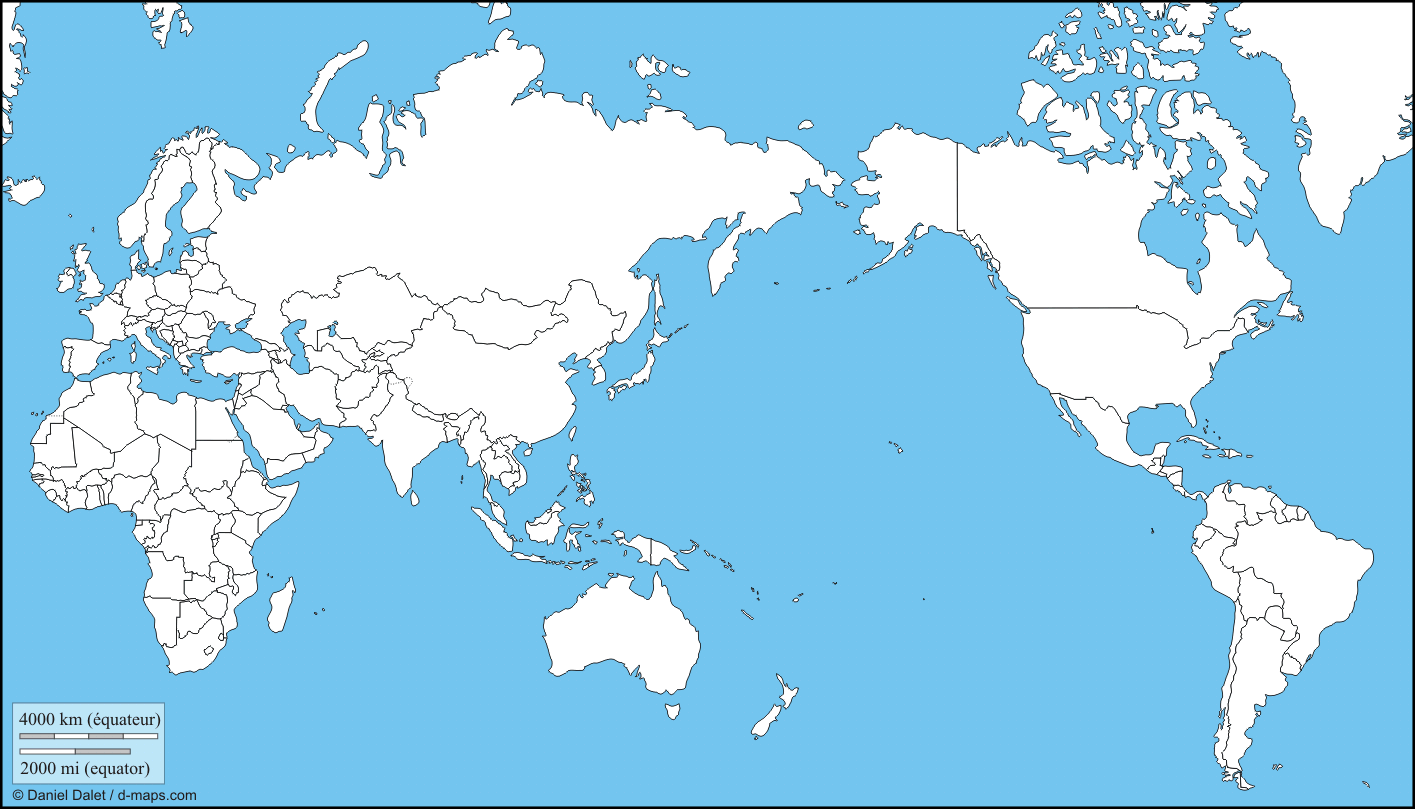 4000 km (équateur)
2000 mi (equator)
© Daniel Dalet / d-maps.com